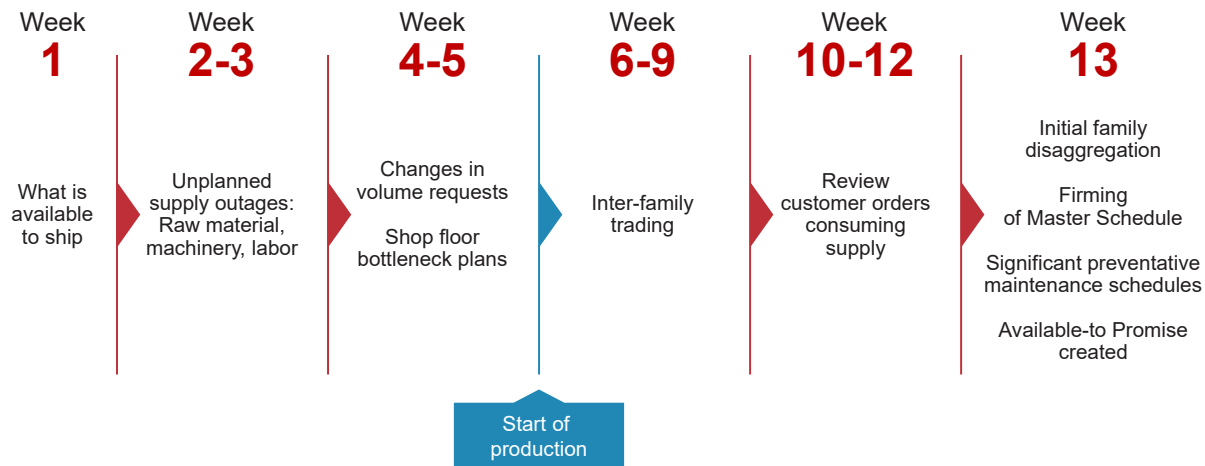 Week
1
What is
available
to ship
Week
2-3
Unplanned
supply outages:
Raw material,
machinery, labor
Week
4-5
Changes in
volume requests
Shop floor
bottleneck plans
Start of
production
Week
6-9
Inter-family
trading
Week
10-12
Review
customer orders
consuming
supply
Week
13
Initial family
disaggregation
Firming
of Master Schedule
Significant preventative
maintenance schedules
Available-to Promise
created